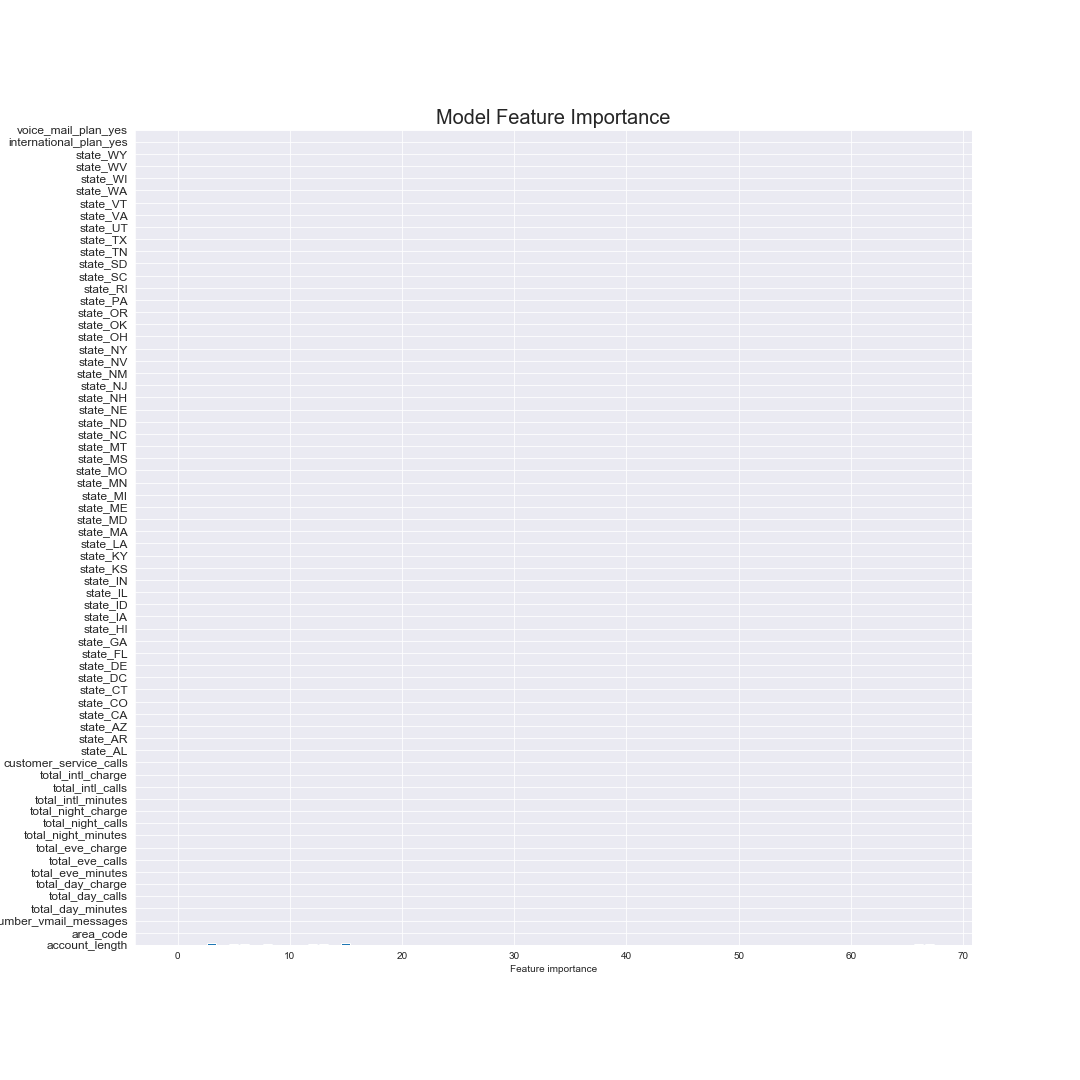 Model Feature Importance
voice_mail_plan_yes
international_plan_yes
state_WY
state_WV
state_WI
state_WA
state_VT
state_VA
state_UT
state_TX
state_TN
state_SD
state_SC
state_RI
state_PA
state_OR
state_OK
state_OH
state_NY
state_NV
state_NM
state_NJ
state_NH
state_NE
state_ND
state_NC
state_MT
state_MS
state_MO
state_MN
state_MI
state_ME
state_MD
state_MA
state_LA
state_KY
state_KS
state_IN
state_IL
state_ID
state_IA
state_HI
state_GA
state_FL
state_DE
state_DC
state_CT
state_CO
state_CA
state_AZ
state_AR
state_AL
customer_service_calls
total_intl_charge
total_intl_calls
total_intl_minutes
total_night_charge
total_night_calls
total_night_minutes
total_eve_charge
total_eve_calls
total_eve_minutes
total_day_charge
total_day_calls
total_day_minutes
umber_vmail_messages
area_code
account_length
0 10 20 30 40 50 60 70
Feature importance